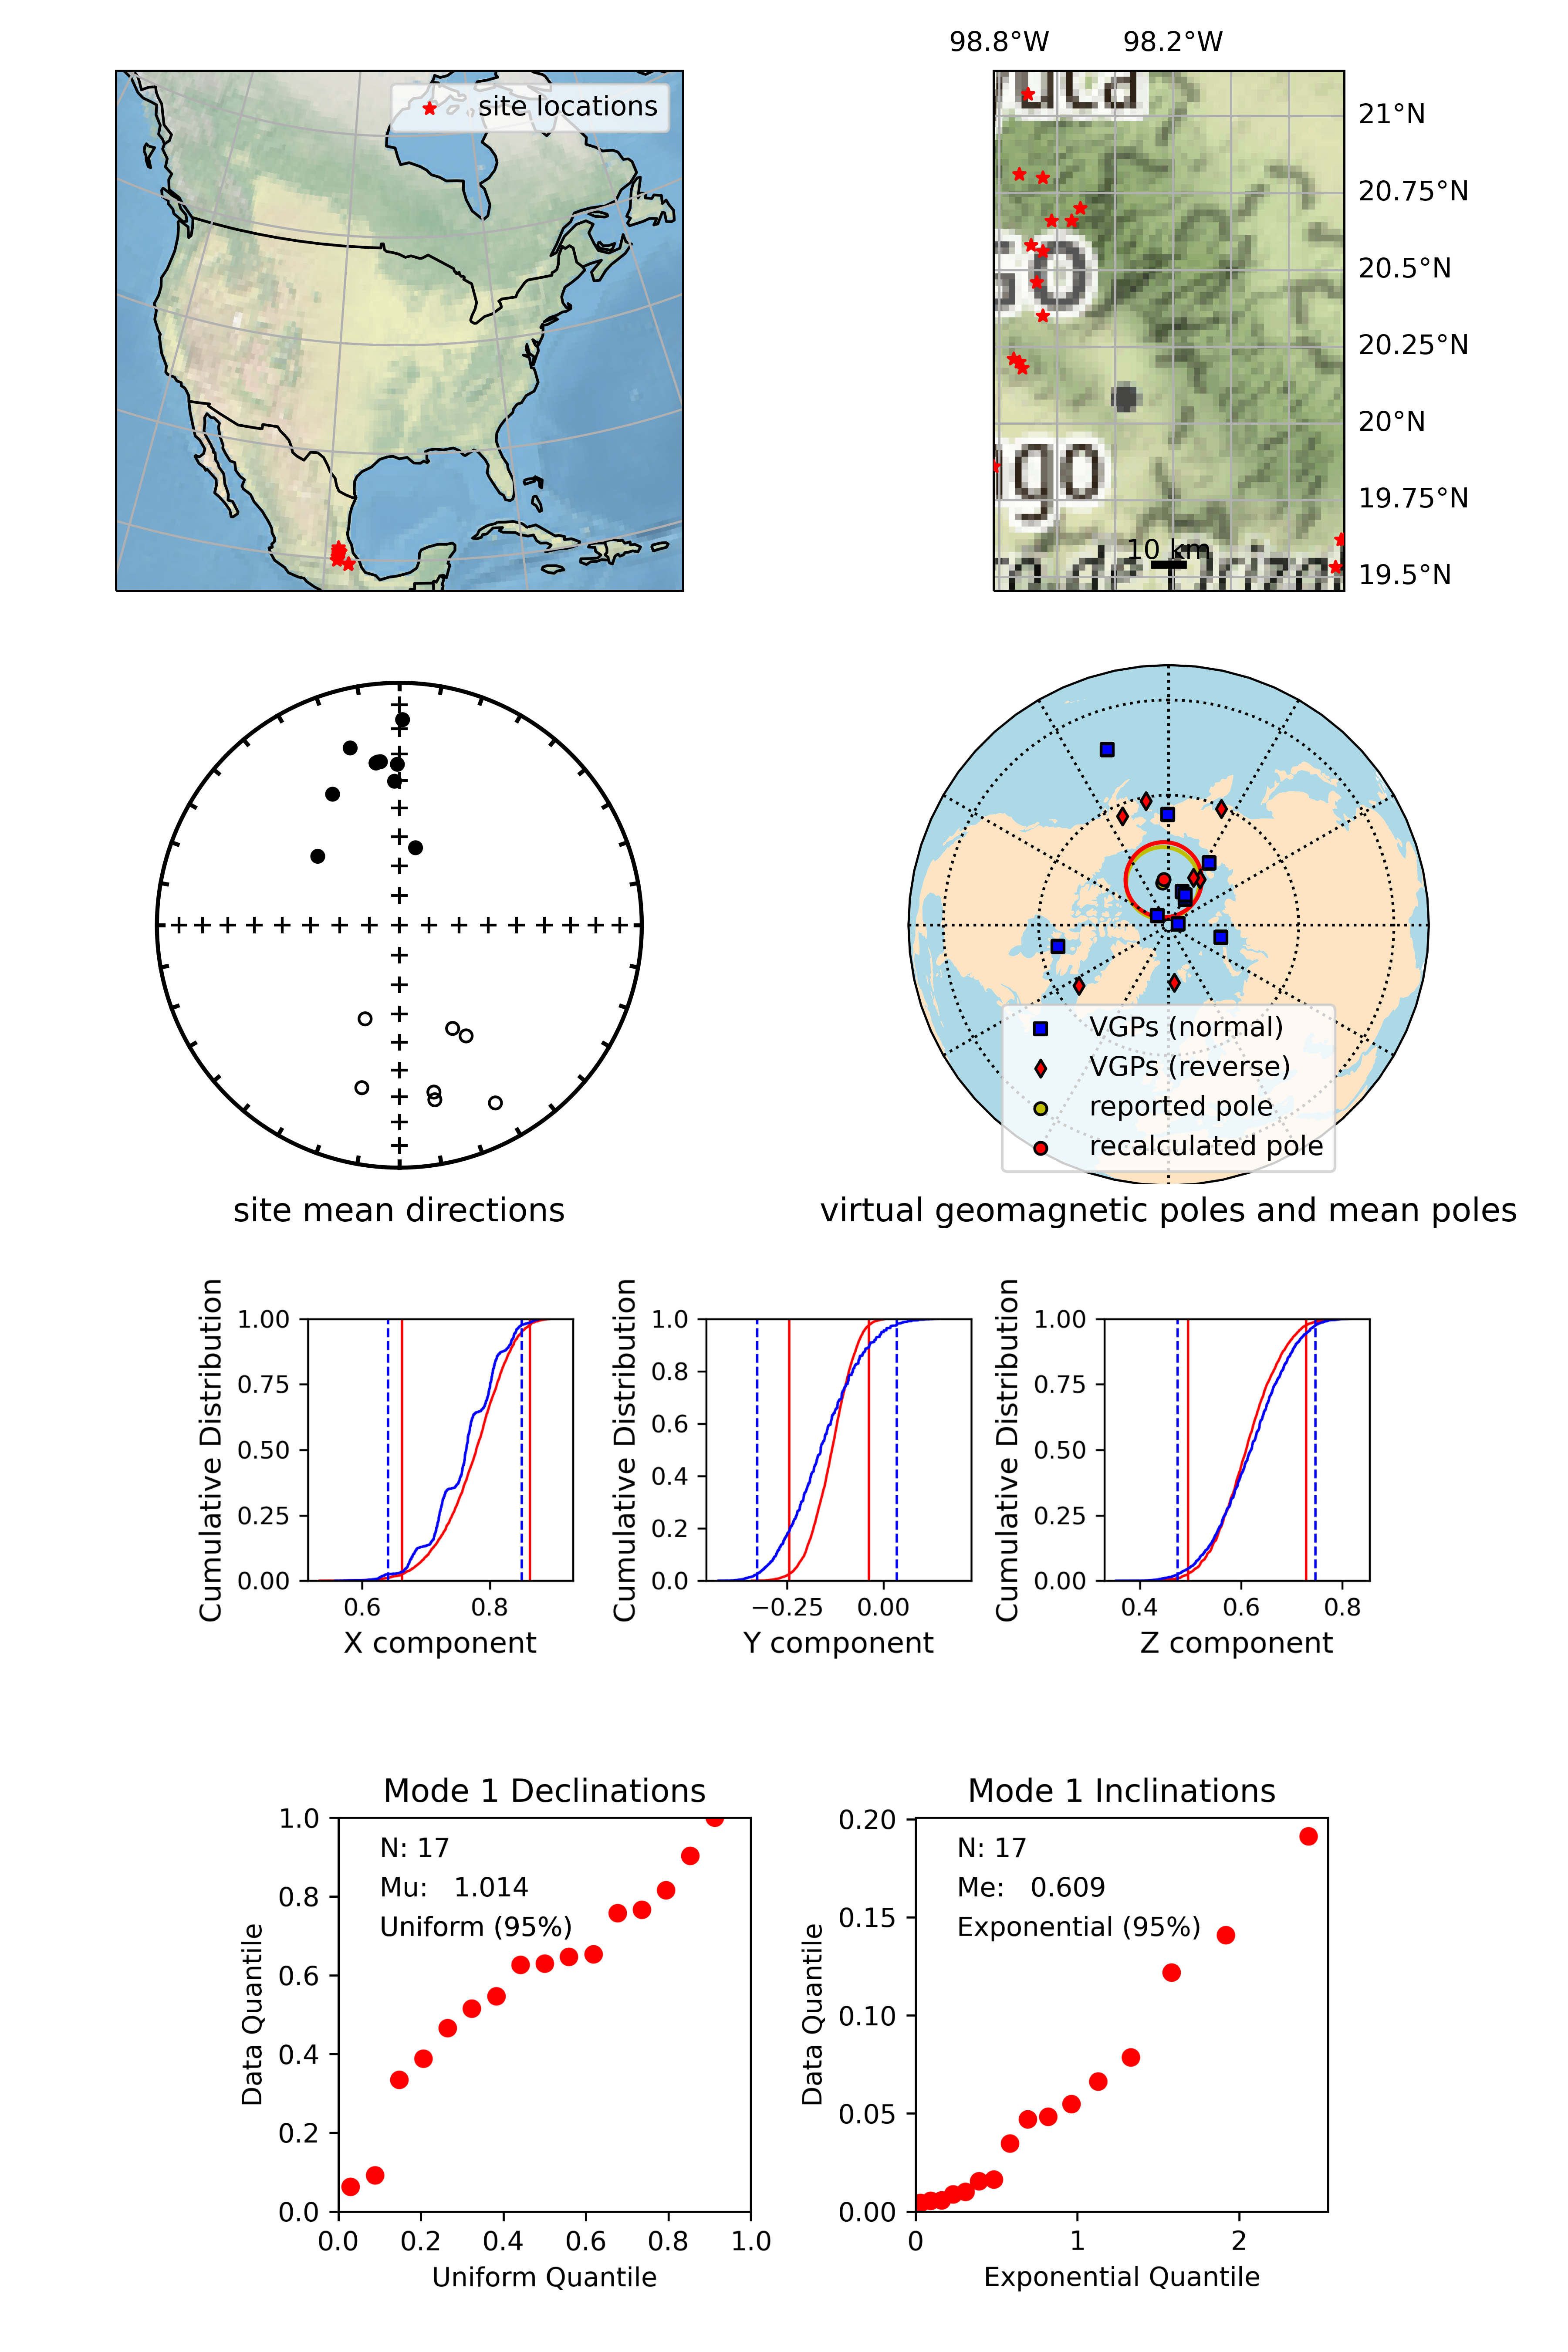 98.8°W 98.2°W
site locations
uca
21°N
20.75°N
GO
20.5°N
20.25°N
20°N
ngo
19.75°N
10 km
19.5°N
VGPs (normal)
VGPs (reverse)
reported pole
recalculated pole
site mean directions
virtual geomagnetic poles and mean poles
Cumulative Distribution
1.00
0.75
0.50
0.25
0.00
0.6 0.8
X component
Cumulative Distribution
1.0
0.8
0.6
0.4
0.2
0.0
−0.25 0.00
Y component
Cumulative Distribution
1.00
0.75
0.50
0.25
0.00
0.4 0.6 0.8
Z component
Mode 1 Declinations
N: 17
Mu: 1.014
Uniform (95%)
Data Quantile
1.0
0.8
0.6
0.4
0.2
0.0
0.0 0.2 0.4 0.6 0.8 1.0
Uniform Quantile
Mode 1 Inclinations
N: 17
Me: 0.609
Exponential (95%)
Data Quantile
0.20
0.15
0.10
0.05
0.00
0 1 2
Exponential Quantile